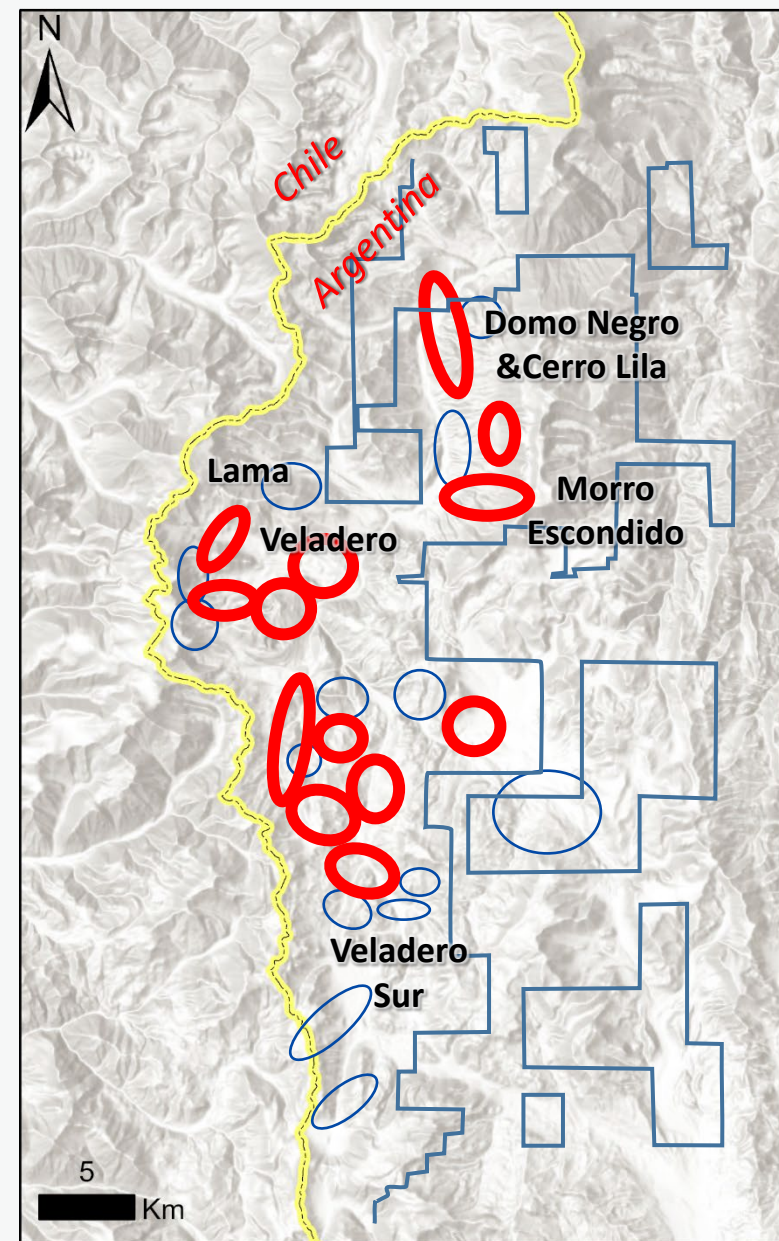 N
Chile
Argentina
Domo Negro
&Cerro Lila
Lama
Morro
Escondido
Veladero
Veladero
Sur
5
Km